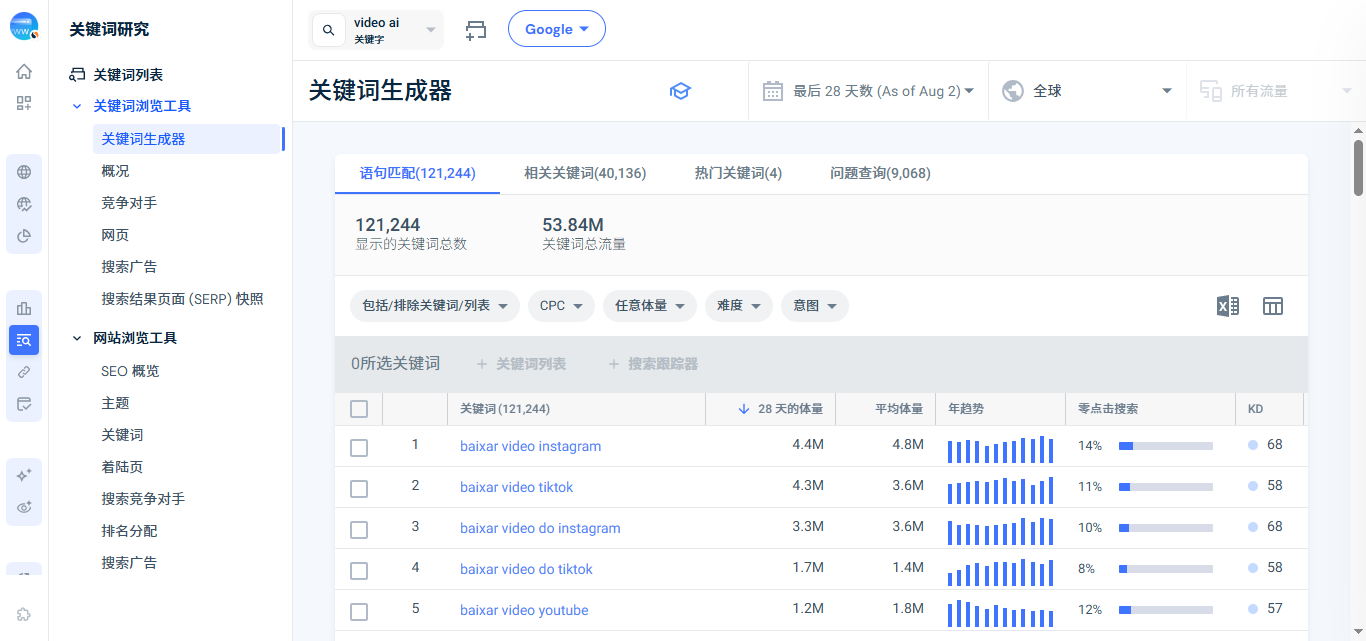 关键词研究
关键词列表
关键词浏览工具
关键词生成器
概况
竞争对手
网页
搜索广告
搜索结果页面 (SERP) 快照
网站浏览工具
SEO 概览
主题
关键词
着陆页
搜索竞争对手
排名分配
搜索广告
video ai
关键字
Google
关键词生成器
最后 28 天数 (As of Aug 2)
全球
所有流量
语句匹配(121,244) 相关关键词(40,136) 热门关键词(4) 问题查询(9,068)
121,244 53.84M
显示的关键词总数 关键词总流量
包括/排除关键词/列表 CPC 任意体量 难度 意图
0所选关键词 + 关键词列表 + 搜索跟踪器
关键词(121,244) 28 天的体量 平均体量 年趋势 零点击搜索 KD
1 baixar video instagram 4.4M 4.8M 14% 68
2 baixar video tiktok 4.3M 3.6M 11% 58
3 baixar video do instagram 3.3M 3.6M 10% 68
4 baixar video do tiktok 1.7M 1.4M 8% 58
5 baixar video youtube 1.2M 1.8M 12% 57